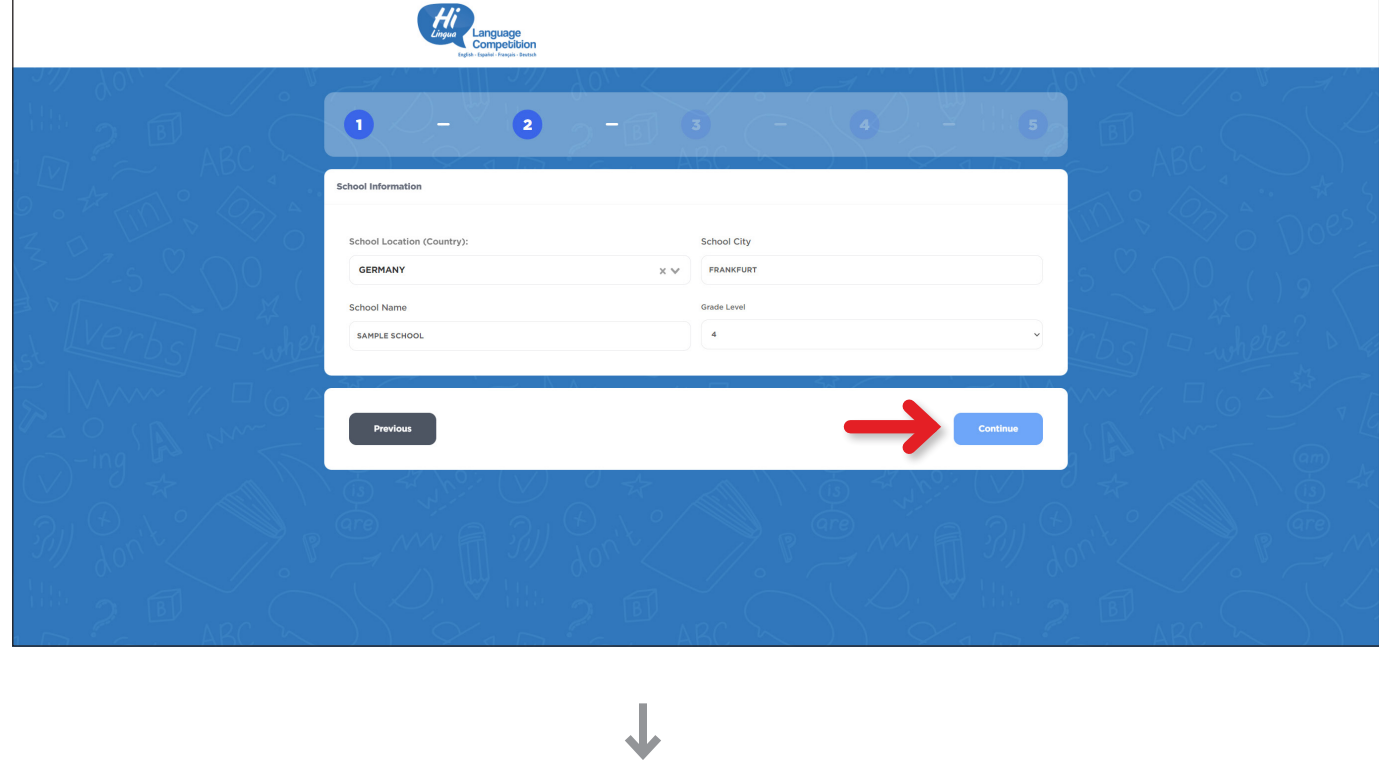 Hi
Lingua
Language
Competition
English - Español - Français - Deutsch
1 - 2 - 3 - 4 - 5
School Information
School Location (Country):
School City
GERMANY
FRANKFURT
School Name
Grade Level
SAMPLE SCHOOL
4
Previous
Continue